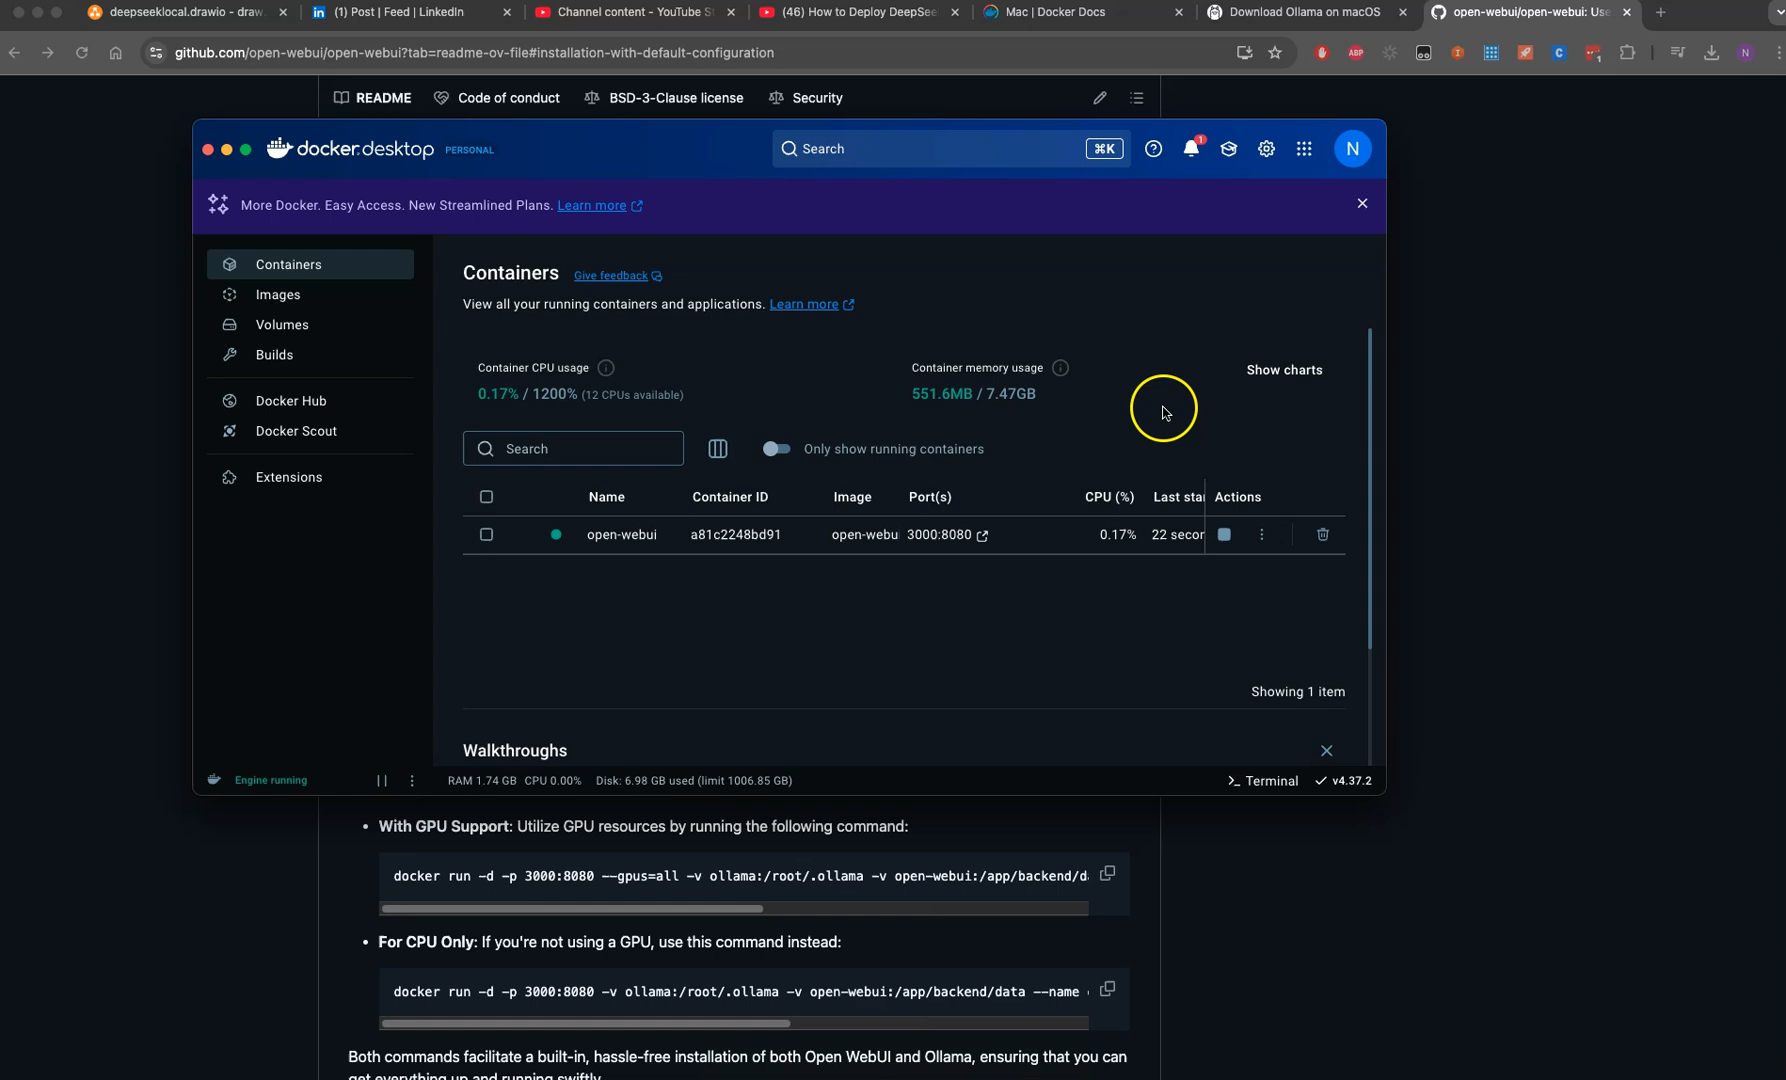 deepseeklocal.drawio - draw
(1) Post | Feed | LinkedIn
Channel content - YouTube S
(46) How to Deploy DeepSee
Mac | Docker Docs
Download Ollama on macOS
open-webui/open-webui: Use
github.com/open-webui/open-webui?tab=readme-ov-file#installation-with-default-configuration
ABP
C
1
N
README
Code of conduct
BSD-3-Clause license
Security
docker.desktop PERSONAL
Search
⌘K
1
N
More Docker. Easy Access. New Streamlined Plans. Learn more
Containers
Images
Volumes
Builds
Docker Hub
Docker Scout
Extensions
Containers Give feedback
View all your running containers and applications. Learn more
Container CPU usage
0.17% / 1200% (12 CPUs available)
Container memory usage
551.6MB / 7.47GB
Show charts
Search
Only show running containers
Name Container ID Image Port(s) CPU (%) Last sta Actions
open-webui a81c2248bd91 open-webu 3000:8080 0.17% 22 secor
Showing 1 item
Walkthroughs
Engine running
RAM 1.74 GB CPU 0.00% Disk: 6.98 GB used (limit 1006.85 GB)
>_ Terminal
v4.37.2
• With GPU Support: Utilize GPU resources by running the following command:
docker run -d -p 3000:8080 --gpus=all -v ollama:/root/.ollama -v open-webui:/app/backend/d
• For CPU Only: If you're not using a GPU, use this command instead:
docker run -d -p 3000:8080 -v ollama:/root/.ollama -v open-webui:/app/backend/data --name
Both commands facilitate a built-in, hassle-free installation of both Open WebUI and Ollama, ensuring that you can
get everything up and running swiftly.